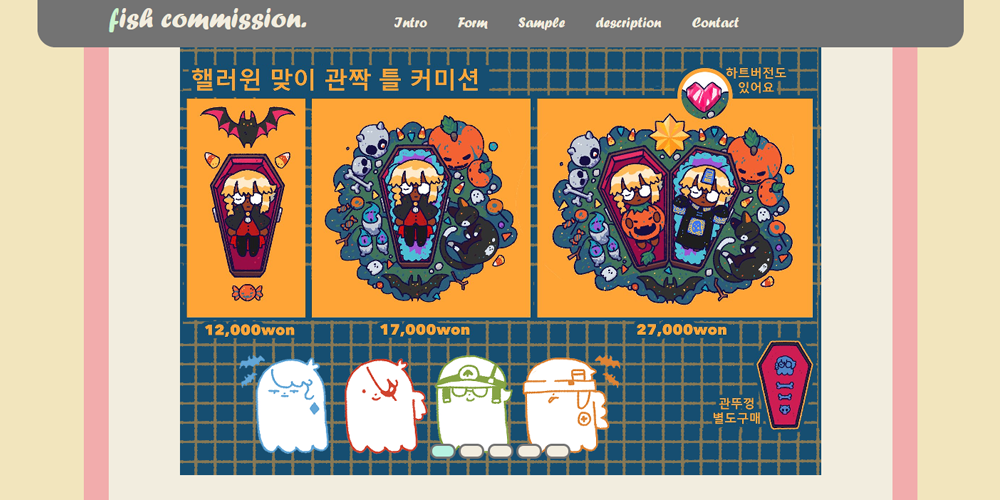 fish commission.
Intro Form Sample description Contact
핼러윈 맞이 관짝 틀 커미션
하트버전도
있어요
12,000won
17,000won
27,000won
관뚜껑
별도구매